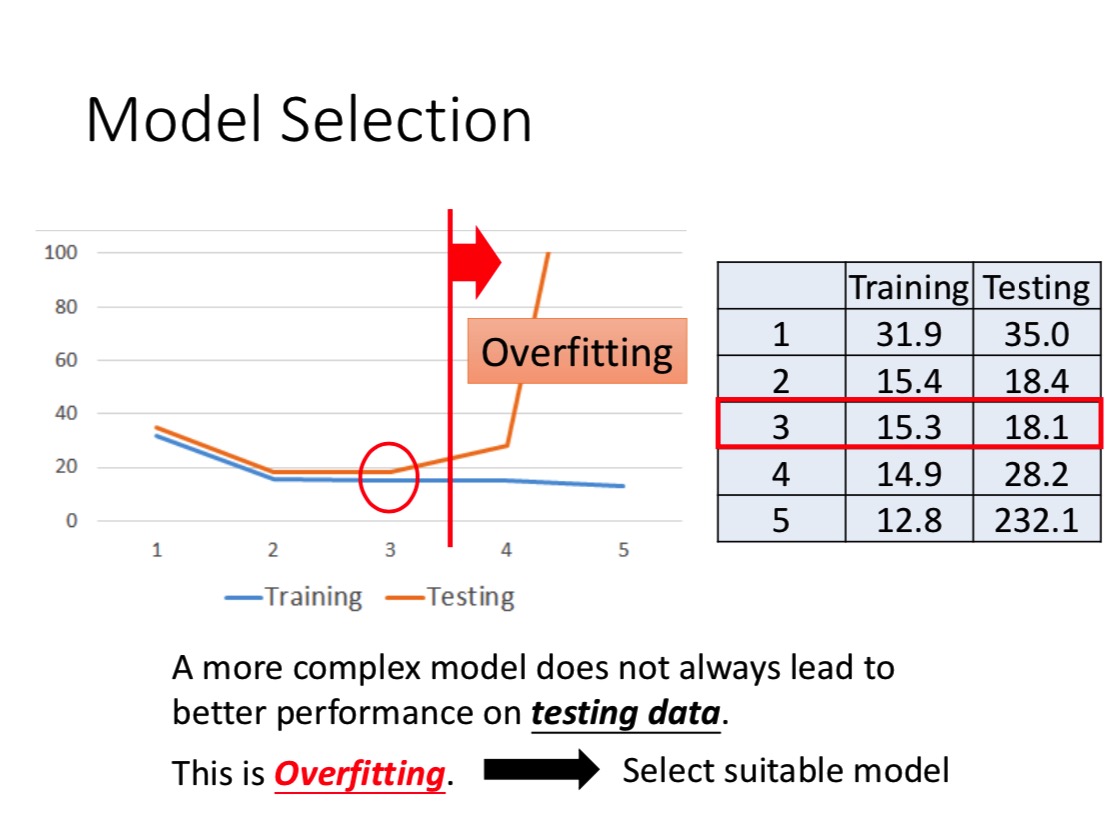 Model Selection
100
80
60
40
20
0
1 2 3 4 5
Training Testing
Overfitting
Training Testing
1 31.9 35.0
2 15.4 18.4
3 15.3 18.1
4 14.9 28.2
5 12.8 232.1
A more complex model does not always lead to
better performance on testing data.
This is Overfitting. Select suitable model